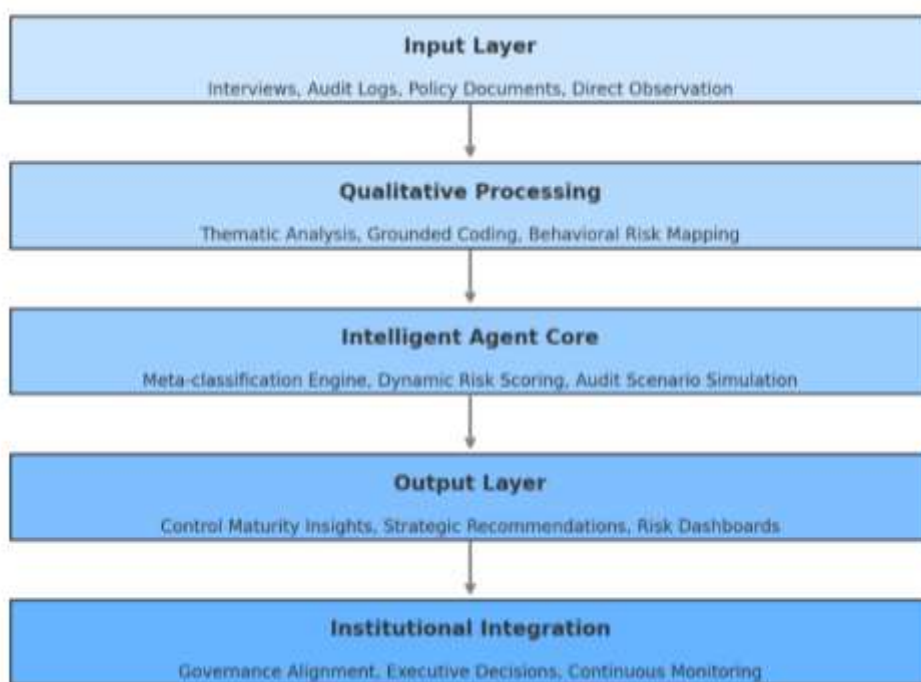 Input Layer
Interviews, Audit Logs, Policy Documents, Direct Observation
Qualitative Processing
Thematic Analysis, Grounded Coding, Behavioral Risk Mapping
Intelligent Agent Core
Meta-classification Engine, Dynamic Risk Scoring, Audit Scenario Simulation
Output Layer
Control Maturity Insights, Strategic Recommendations, Risk Dashboards
Institutional Integration
Governance Alignment, Executive Decisions, Continuous Monitoring